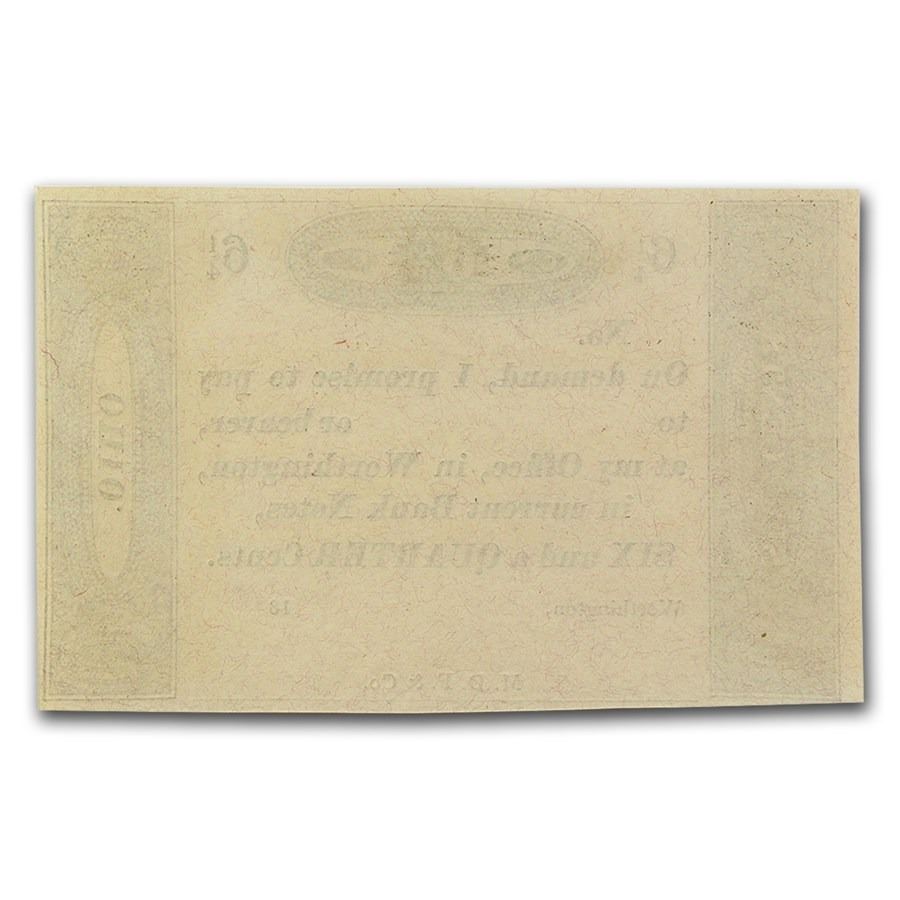 6¼ 6¼
No.
On demand, I promise to pay
to or bearer,
at my Office, in Worthington,
in current Bank Notes,
SIX and a QUARTER Cents.
Worthington, 18
M. D. P. & Co.
OHIO